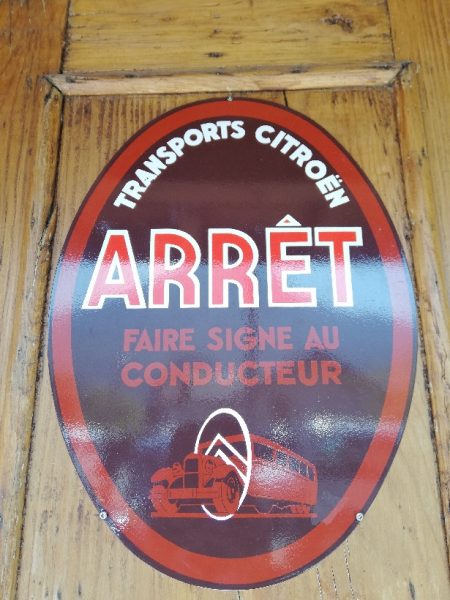 TRANSPORTS CITROËN
ARRÊT
FAIRE SIGNE AU
CONDUCTEUR